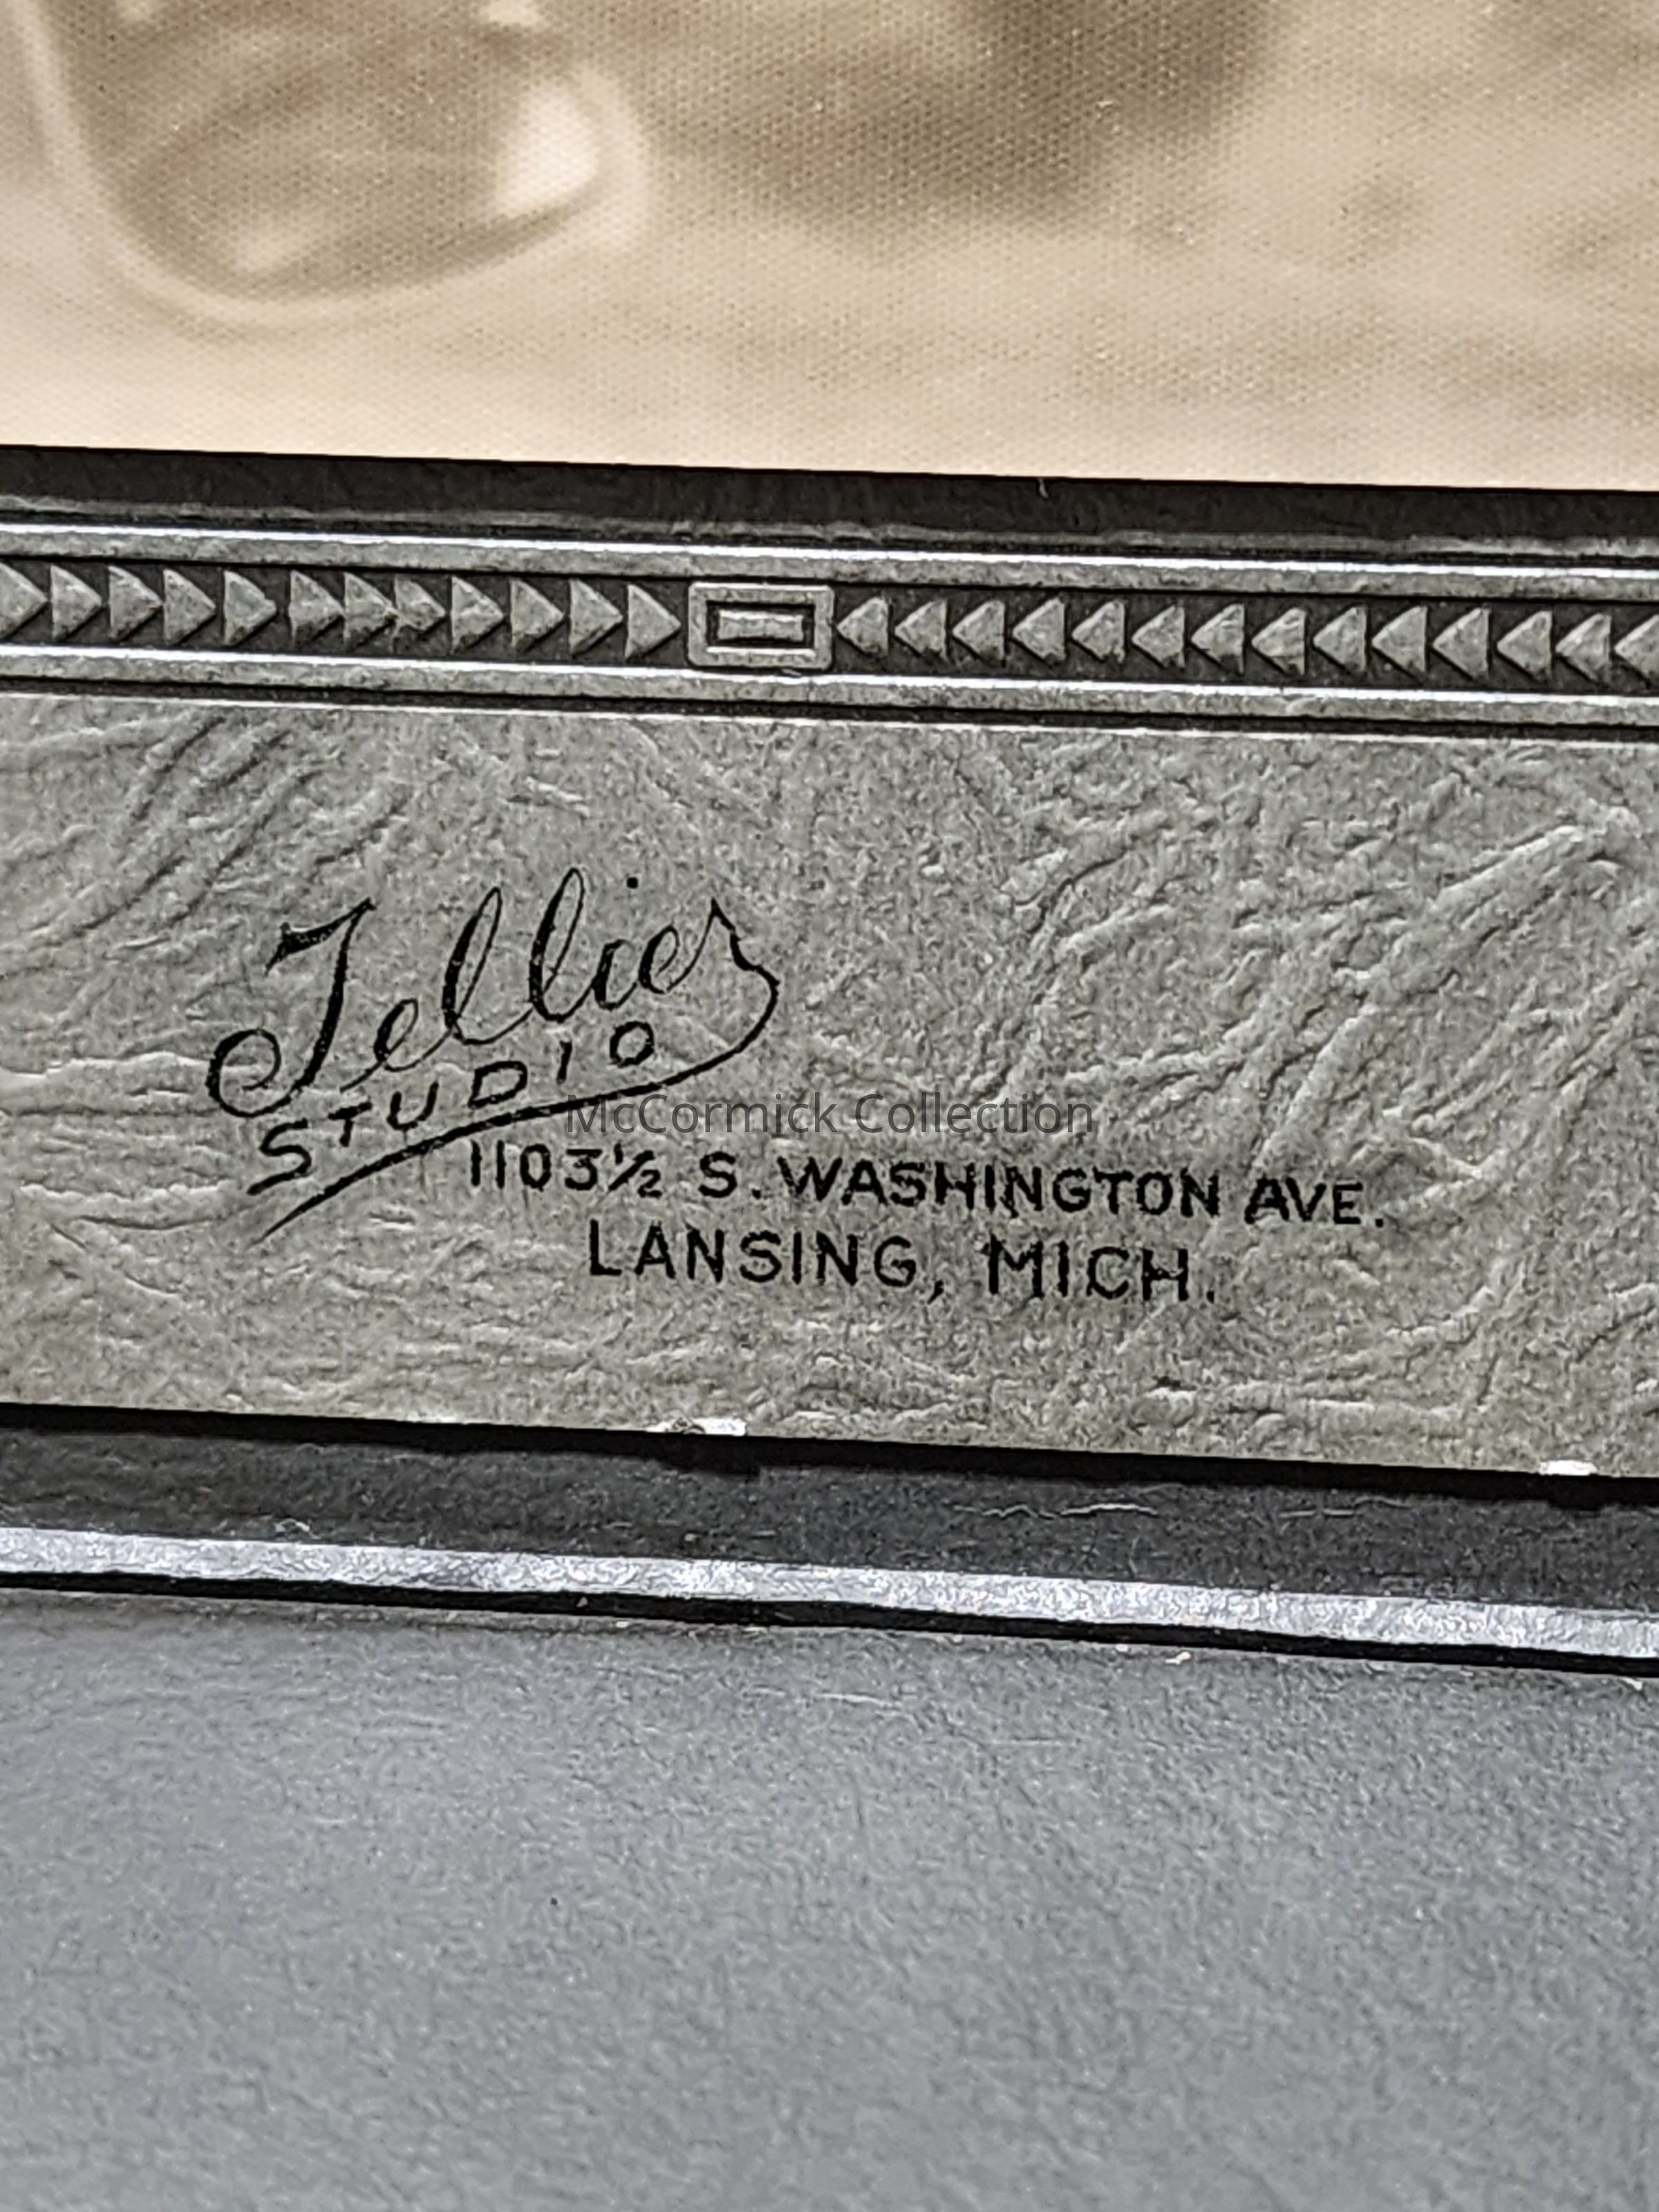 Tellier
STUDIO
McCormick Collection
1103½ S. WASHINGTON AVE.
LANSING, MICH.